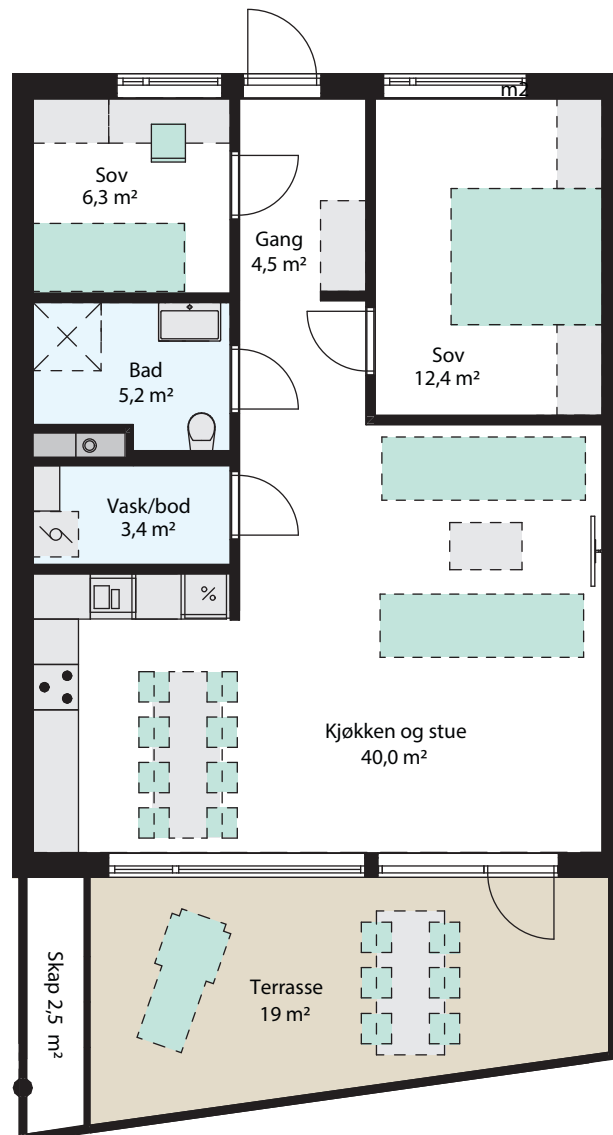 m2
Sov
6,3 m²
Gang
4,5 m²
Sov
12,4 m²
Bad
5,2 m²
Vask/bod
3,4 m²
%
Kjøkken og stue
40,0 m²
Skap 2,5 m²
Terrasse
19 m²